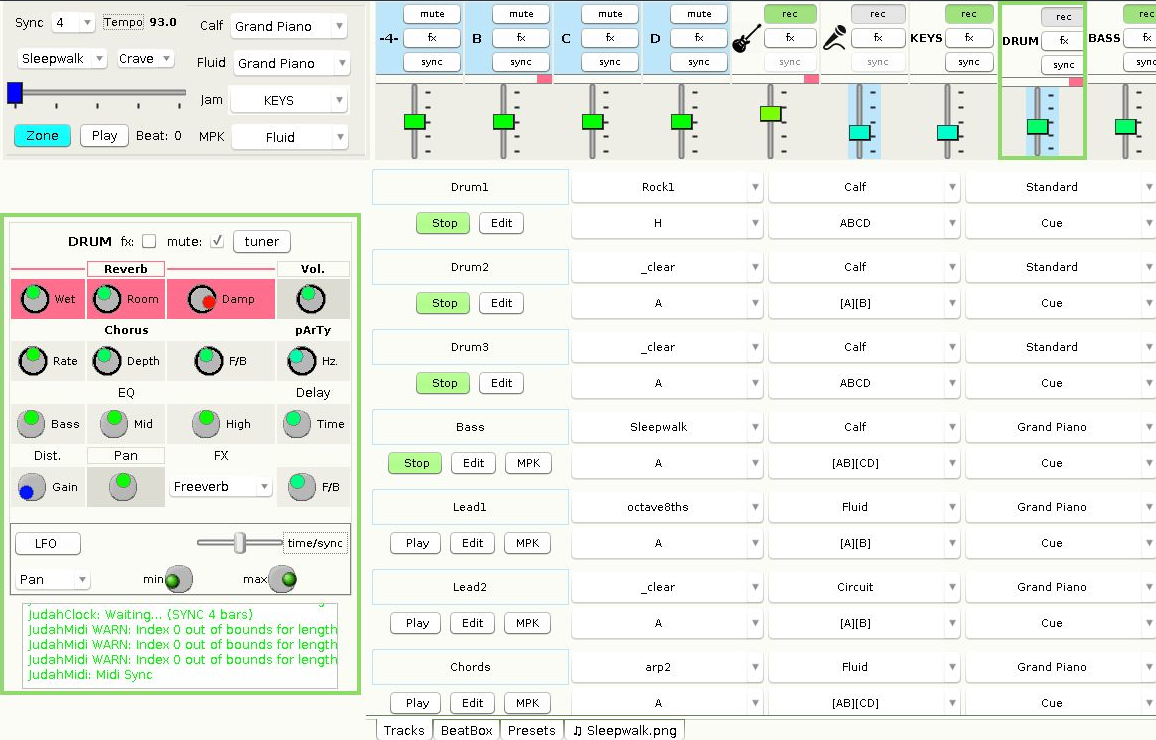 Sync 4 Tempo 93.0
Sleepwalk Crave
Zone Play Beat: 0
Calf Grand Piano
Fluid Grand Piano
Jam KEYS
MPK Fluid
mute mute mute mute rec rec rec rec rec
-4- fx B fx C fx D fx fx fx KEYS fx DRUM fx BASS fx
sync sync sync sync sync sync sync sync sync
DRUM fx: mute: tuner
Reverb Vol.
Wet Room Damp
Chorus pArTy
Rate Depth F/B Hz.
EQ Delay
Bass Mid High Time
Dist. Pan FX
Gain Freeverb F/B
LFO time/sync
Pan min max
JudahClock: Waiting... (SYNC 4 bars)
JudahMidi WARN: Index 0 out of bounds for length
JudahMidi WARN: Index 0 out of bounds for length
JudahMidi WARN: Index 0 out of bounds for length
JudahMidi: Midi Sync
Drum1 Rock1 Calf Standard
Stop Edit H ABCD Cue
Drum2 _clear Calf Standard
Stop Edit A [A][B] Cue
Drum3 _clear Calf Standard
Stop Edit A ABCD Cue
Bass Sleepwalk Calf Grand Piano
Stop Edit MPK A [AB][CD] Cue
Lead1 octave8ths Fluid Grand Piano
Play Edit MPK A [A][B] Cue
Lead2 _clear Circuit Grand Piano
Play Edit MPK A [A][B] Cue
Chords arp2 Fluid Grand Piano
Play Edit MPK A [AB][CD] Cue
Tracks BeatBox Presets ♫ Sleepwalk.png